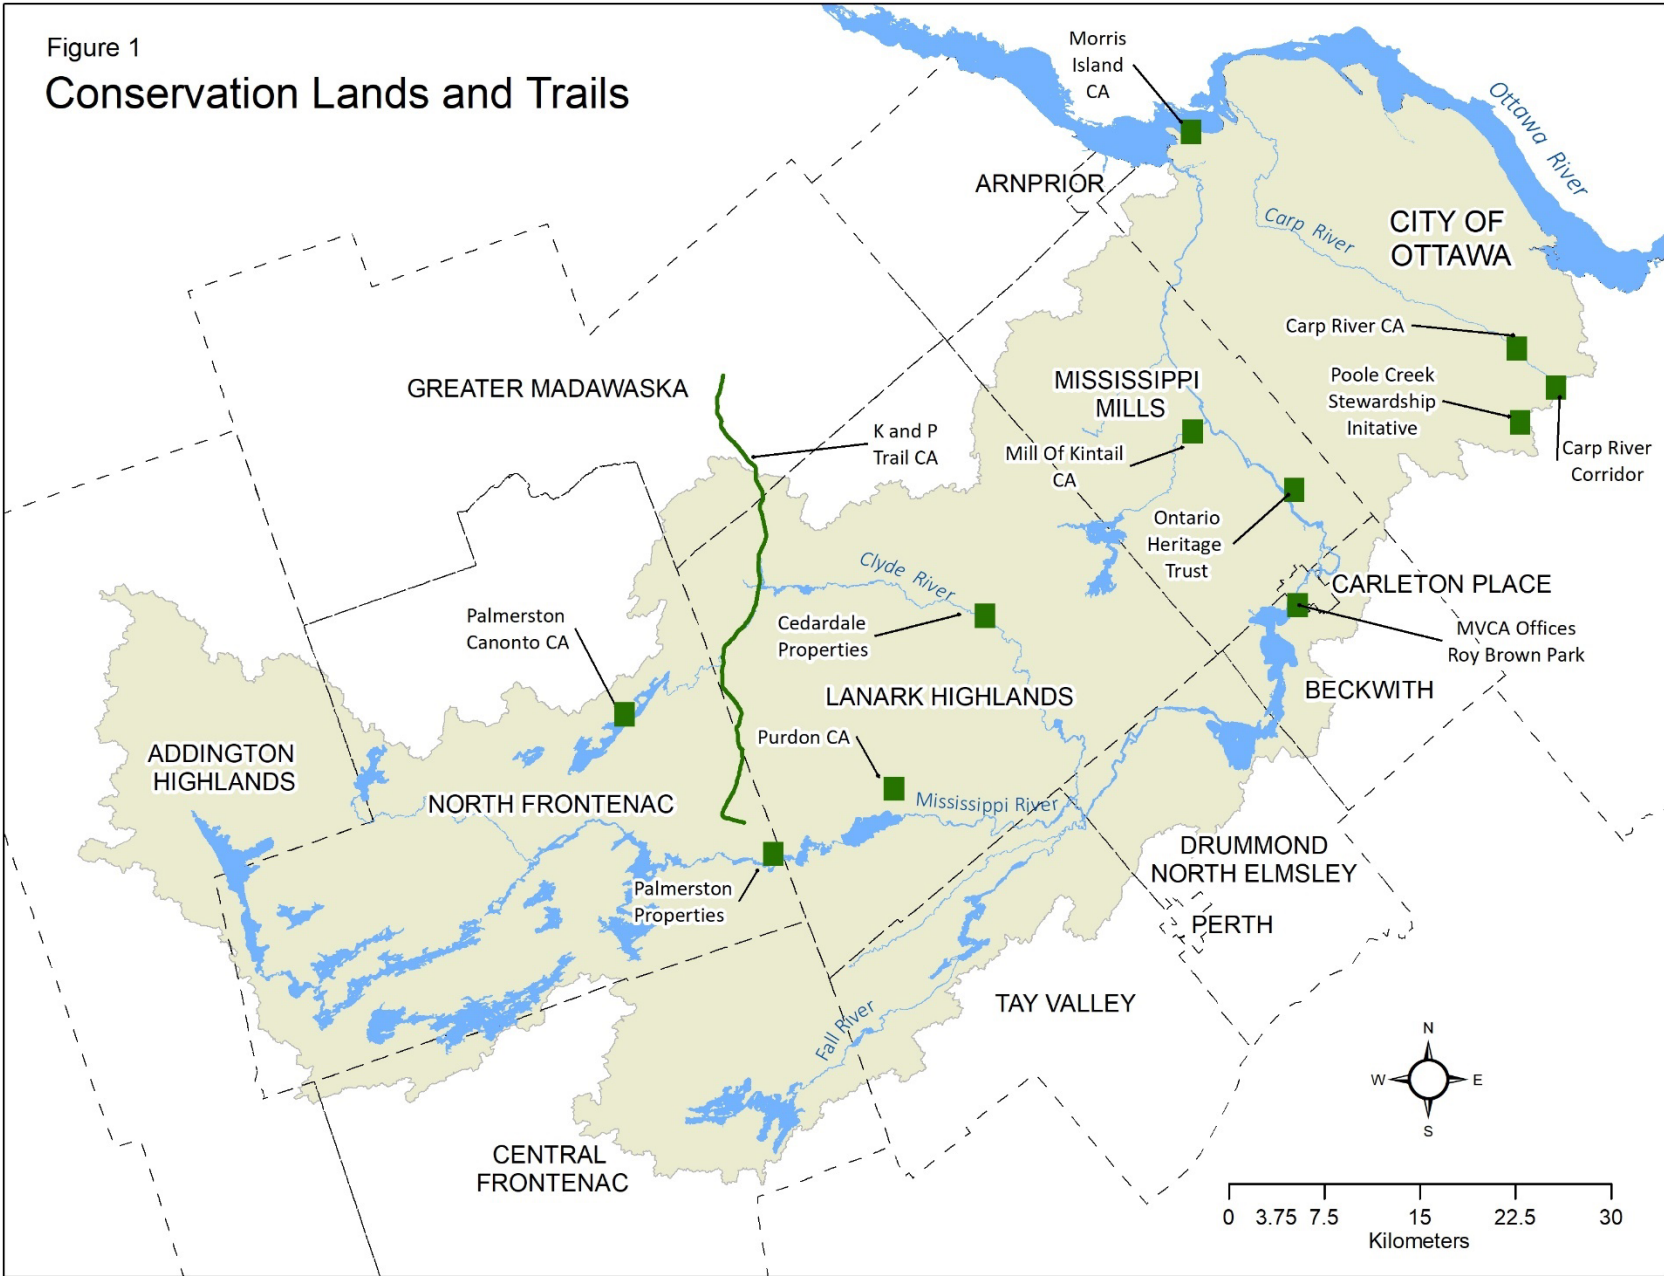 Figure 1
Conservation Lands and Trails
Morris
Island
CA
Ottawa River
ARNPRIOR
Carp River
CITY OF
OTTAWA
Carp River CA
Poole Creek
Stewardship
Initative
Carp River
Corridor
MISSISSIPPI
MILLS
GREATER MADAWASKA
K and P
Trail CA
Mill Of Kintail
CA
Ontario
Heritage
Trust
Clyde River
CARLETON PLACE
Palmerston
Canonto CA
Cedardale
Properties
MVCA Offices
Roy Brown Park
LANARK HIGHLANDS
BECKWITH
Purdon CA
ADDINGTON
HIGHLANDS
NORTH FRONTENAC
Mississippi River
DRUMMOND
NORTH ELMSLEY
Palmerston
Properties
PERTH
TAY VALLEY
Fall River
N
W
E
S
CENTRAL
FRONTENAC
0 3.75 7.5 15 22.5 30
Kilometers